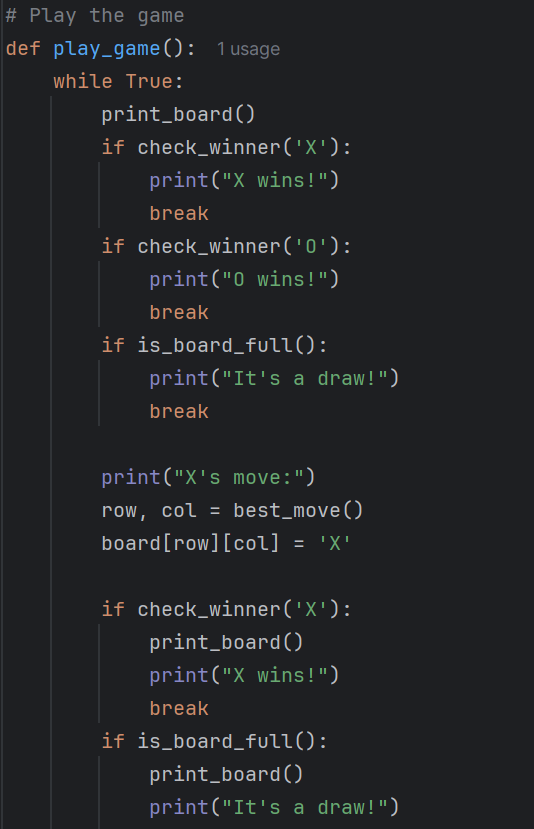 # Play the game
def play_game():  1 usage
    while True:
        print_board()
        if check_winner('X'):
            print("X wins!")
            break
        if check_winner('O'):
            print("O wins!")
            break
        if is_board_full():
            print("It's a draw!")
            break

        print("X's move:")
        row, col = best_move()
        board[row][col] = 'X'

        if check_winner('X'):
            print_board()
            print("X wins!")
            break
        if is_board_full():
            print_board()
            print("It's a draw!")